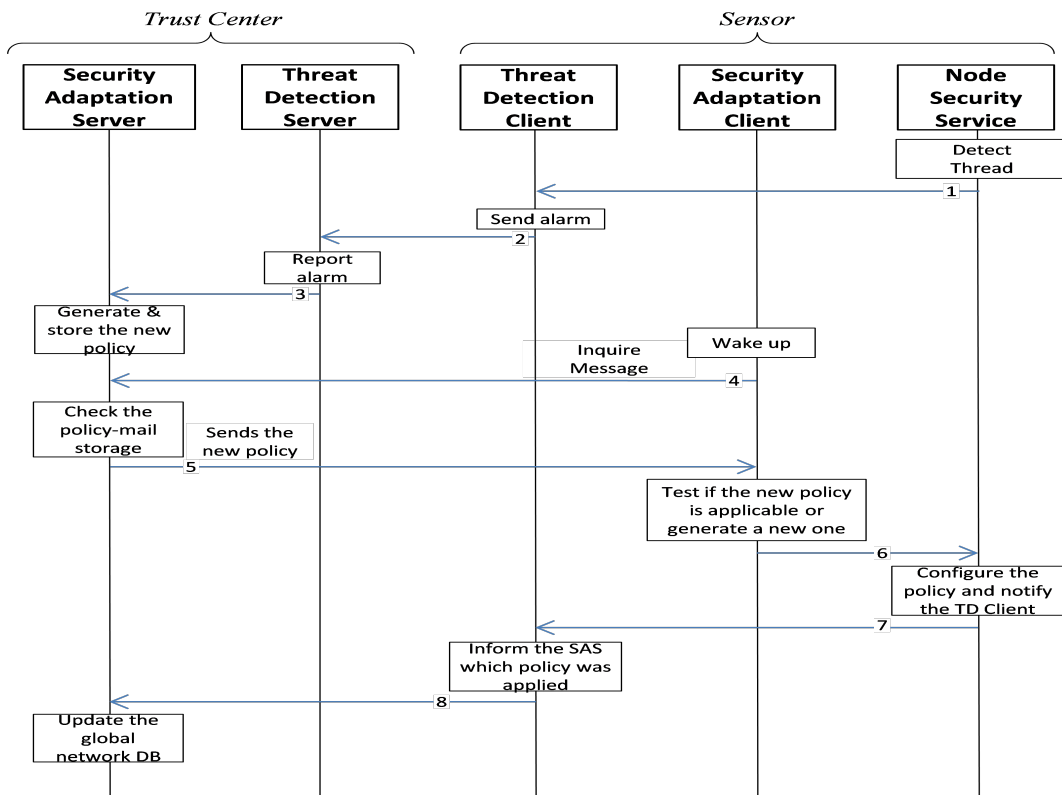 Trust Center
Sensor
Security
Adaptation
Server
Threat
Detection
Server
Threat
Detection
Client
Security
Adaptation
Client
Node
Security
Service
Detect
Thread
1
Send alarm
2
Report
alarm
3
Generate &
store the new
policy
Wake up
Inquire
Message
4
Check the
policy-mail
storage
Sends the
new policy
5
Test if the new policy
is applicable or
generate a new one
6
Configure the
policy and notify
the TD Client
7
Inform the SAS
which policy was
applied
8
Update the
global
network DB